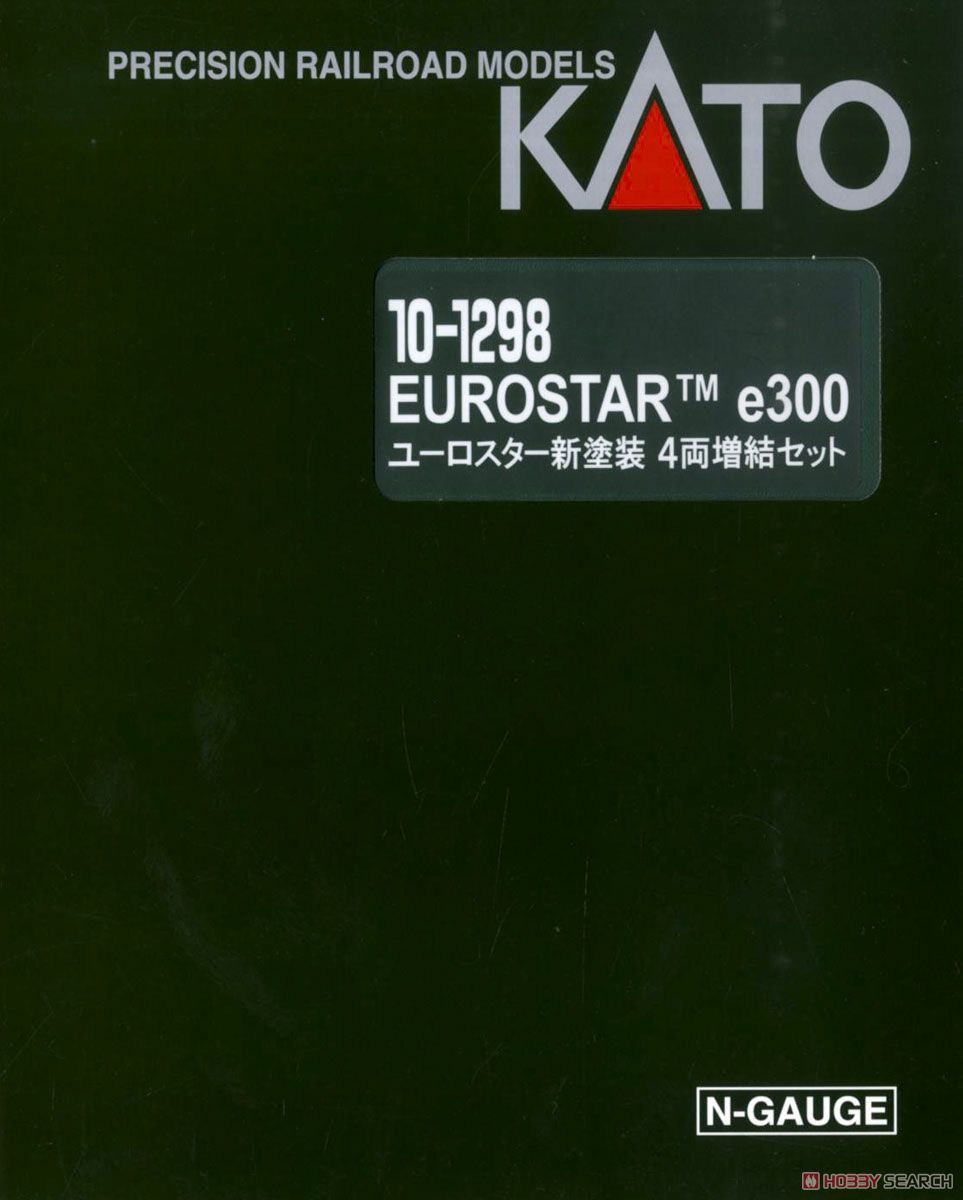 PRECISION RAILROAD MODELS
KATO
10-1298
EUROSTAR™ e300
ユーロスター新塗装 4両増結セット
N-GAUGE
HOBBY SEARCH